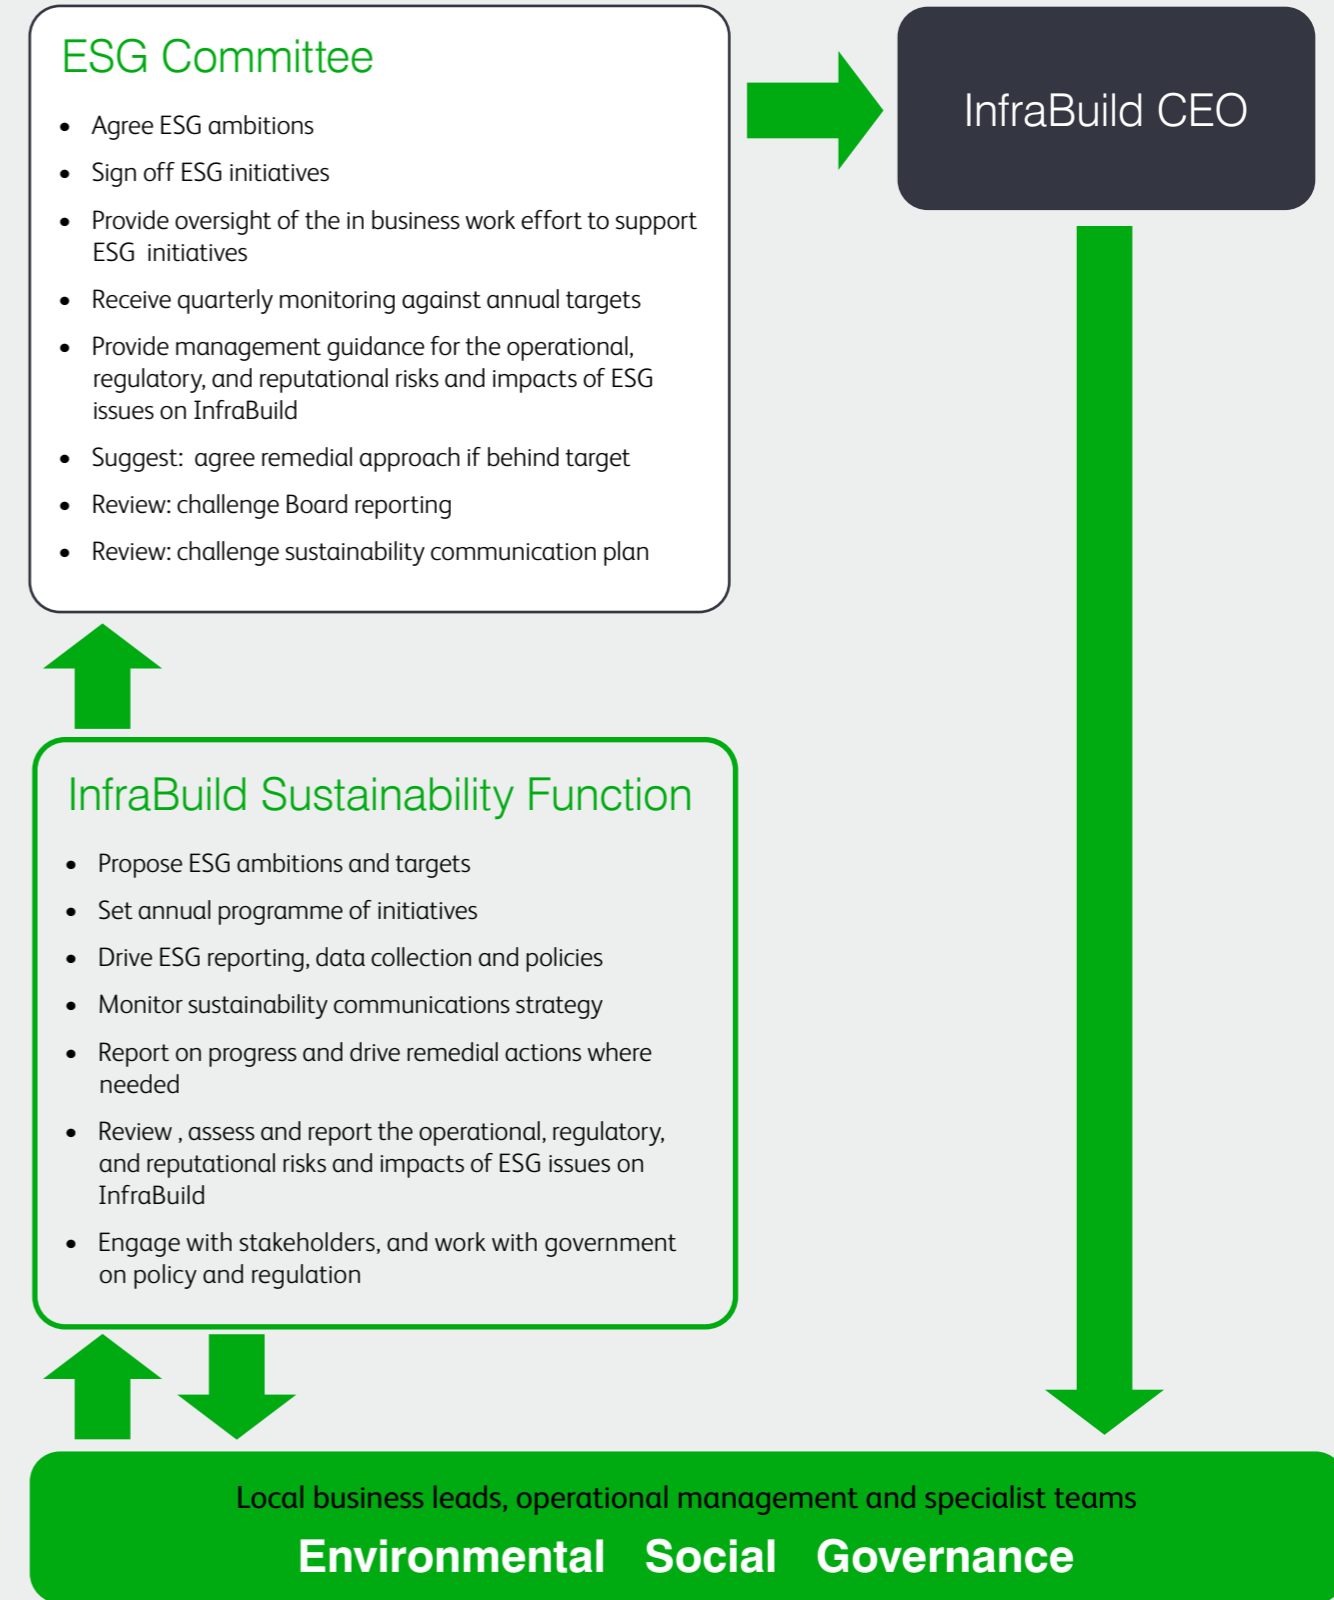 ESG Committee
InfraBuild CEO
• Agree ESG ambitions
• Sign off ESG initiatives
• Provide oversight of the in business work effort to support
ESG  initiatives
• Receive quarterly monitoring against annual targets
• Provide management guidance for the operational,
regulatory, and reputational risks and impacts of ESG
issues on InfraBuild
• Suggest:  agree remedial approach if behind target
• Review: challenge Board reporting
• Review: challenge sustainability communication plan
InfraBuild Sustainability Function
• Propose ESG ambitions and targets
• Set annual programme of initiatives
• Drive ESG reporting, data collection and policies
• Monitor sustainability communications strategy
• Report on progress and drive remedial actions where
needed
• Review , assess and report the operational, regulatory,
and reputational risks and impacts of ESG issues on
InfraBuild
• Engage with stakeholders, and work with government
on policy and regulation
Local business leads, operational management and specialist teams
Environmental   Social   Governance